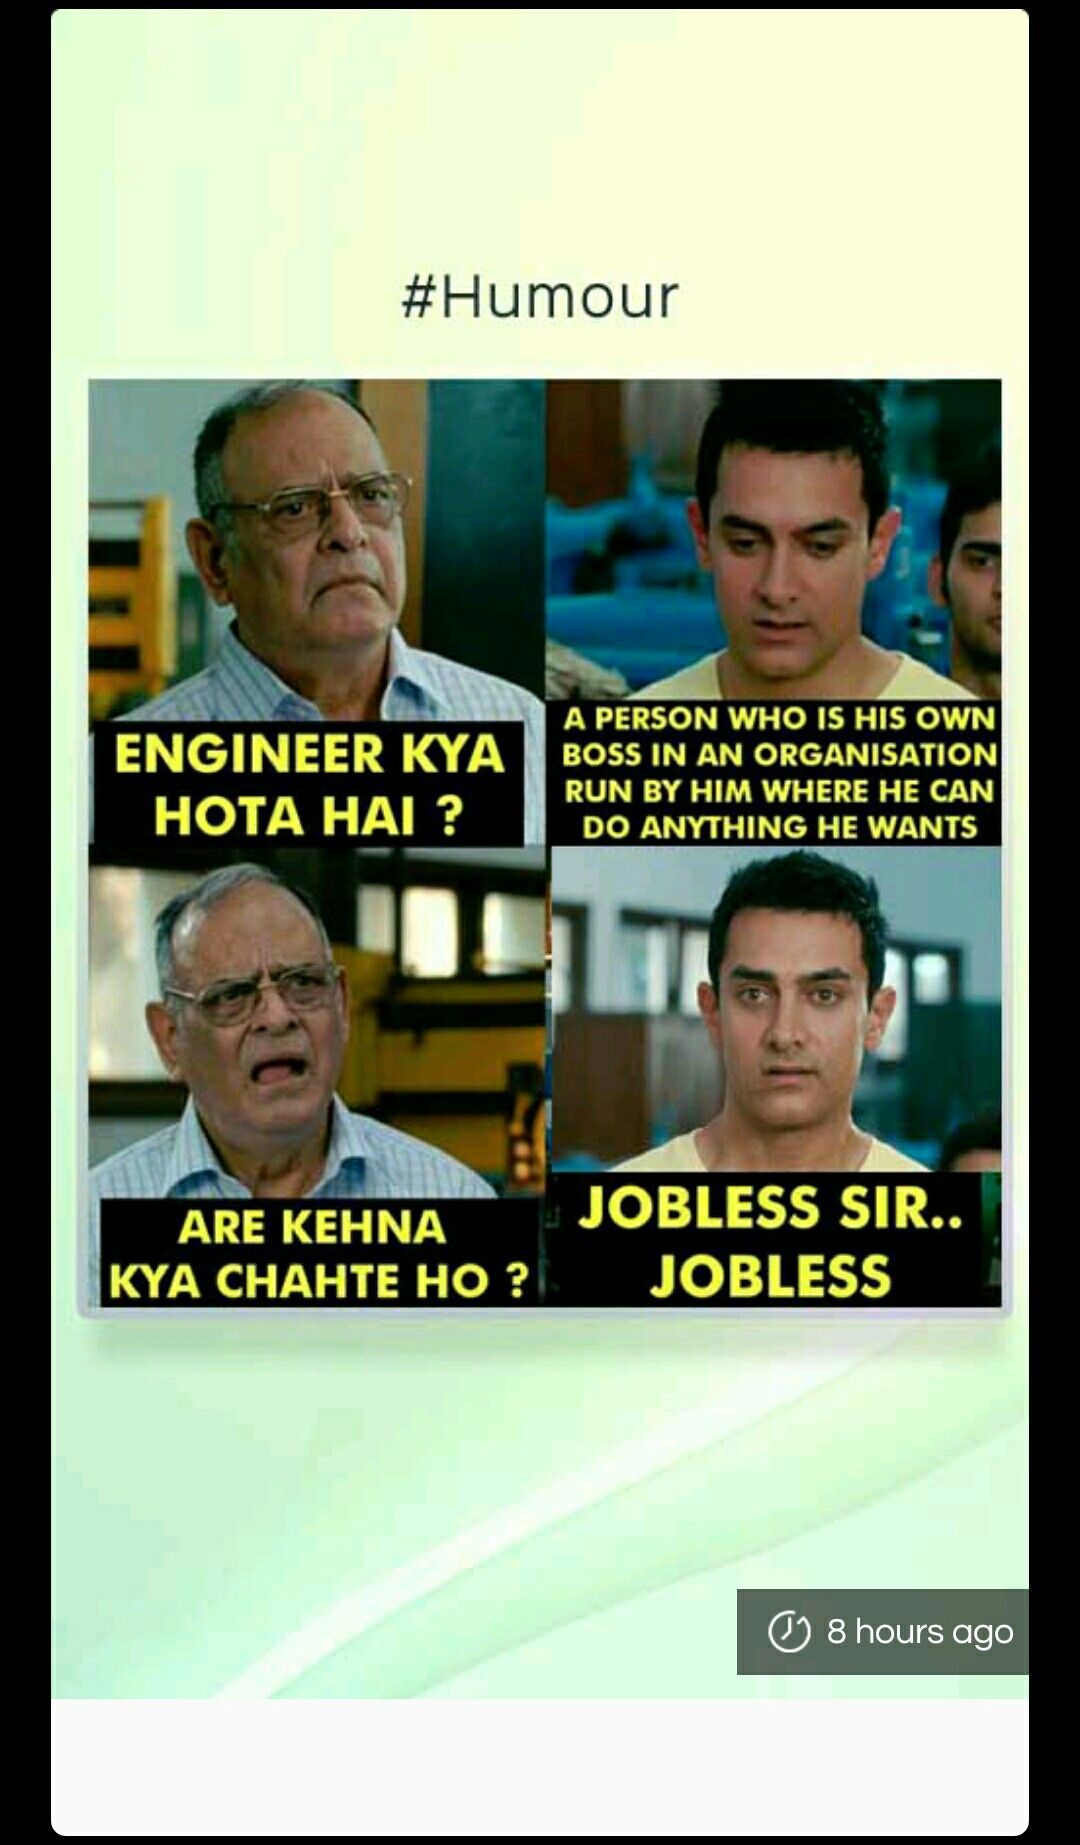 #Humour
ENGINEER KYA
HOTA HAI ?
A PERSON WHO IS HIS OWN
BOSS IN AN ORGANISATION
RUN BY HIM WHERE HE CAN
DO ANYTHING HE WANTS
ARE KEHNA
KYA CHAHTE HO ?
JOBLESS SIR..
JOBLESS
8 hours ago